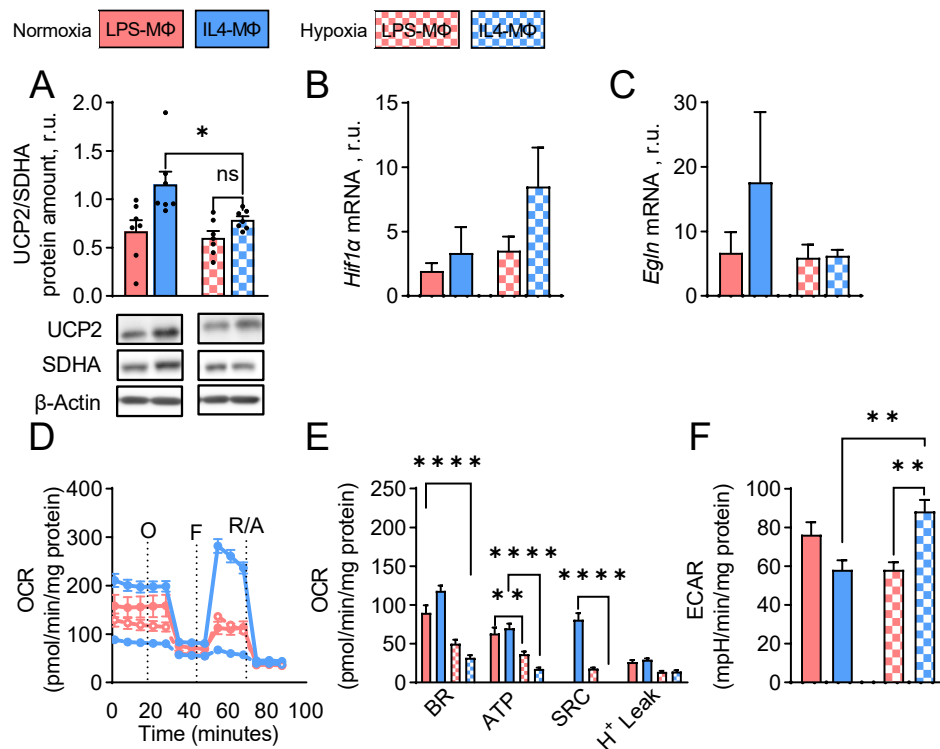 Normoxia LPS-MΦ IL4-MΦ Hypoxia LPS-MΦ IL4-MΦ
A
UCP2/SDHA
protein amount, r.u.
2.0
1.5
1.0
0.5
0.0
*
ns
UCP2
SDHA
β-Actin
B
Hif1α mRNA , r.u.
15
10
5
0
C
Egln mRNA , r.u.
30
20
10
0
D
OCR
(pmol/min/mg protein)
400
300
200
100
0
O
F
R/A
0 20 40 60 80 100
Time (minutes)
E
OCR
(pmol/min/mg protein)
250
200
150
100
50
0
* * * *
* * * *
* *
* * * *
BR
ATP
SRC
H+ Leak
F
ECAR
(mpH/min/mg protein)
100
80
60
40
20
0
* *
* *